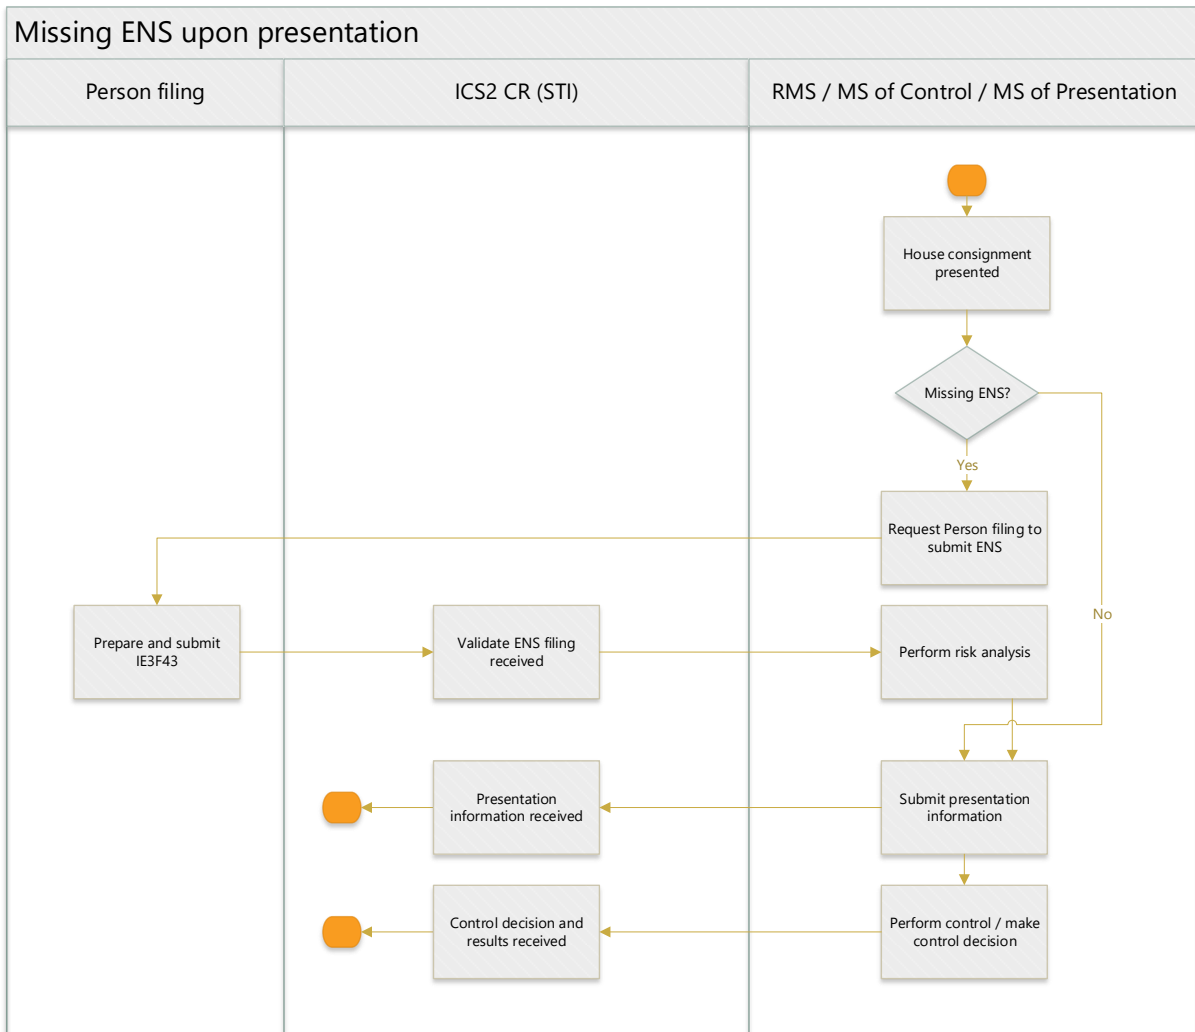 Missing ENS upon presentation
Person filing
ICS2 CR (STI)
RMS / MS of Control / MS of Presentation
House consignment
presented
Missing ENS?
Yes
Request Person filing to
submit ENS
No
Prepare and submit
IE3F43
Validate ENS filing
received
Perform risk analysis
Presentation
information received
Submit presentation
information
Control decision and
results received
Perform control / make
control decision